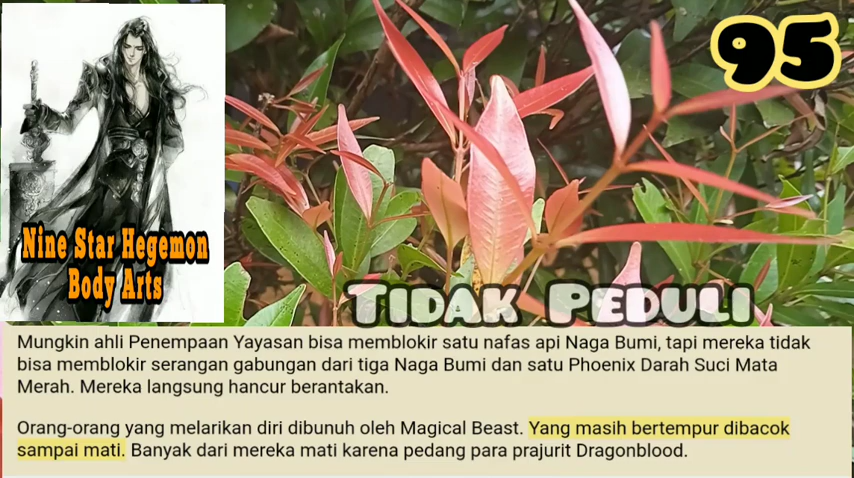 95
Nine Star Hegemon
Body Arts
TIDAK PEDULI
Mungkin ahli Penempaan Yayasan bisa memblokir satu nafas api Naga Bumi, tapi mereka tidak
bisa memblokir serangan gabungan dari tiga Naga Bumi dan satu Phoenix Darah Suci Mata
Merah. Mereka langsung hancur berantakan.
Orang-orang yang melarikan diri dibunuh oleh Magical Beast. Yang masih bertempur dibacok
sampai mati. Banyak dari mereka mati karena pedang para prajurit Dragonblood.